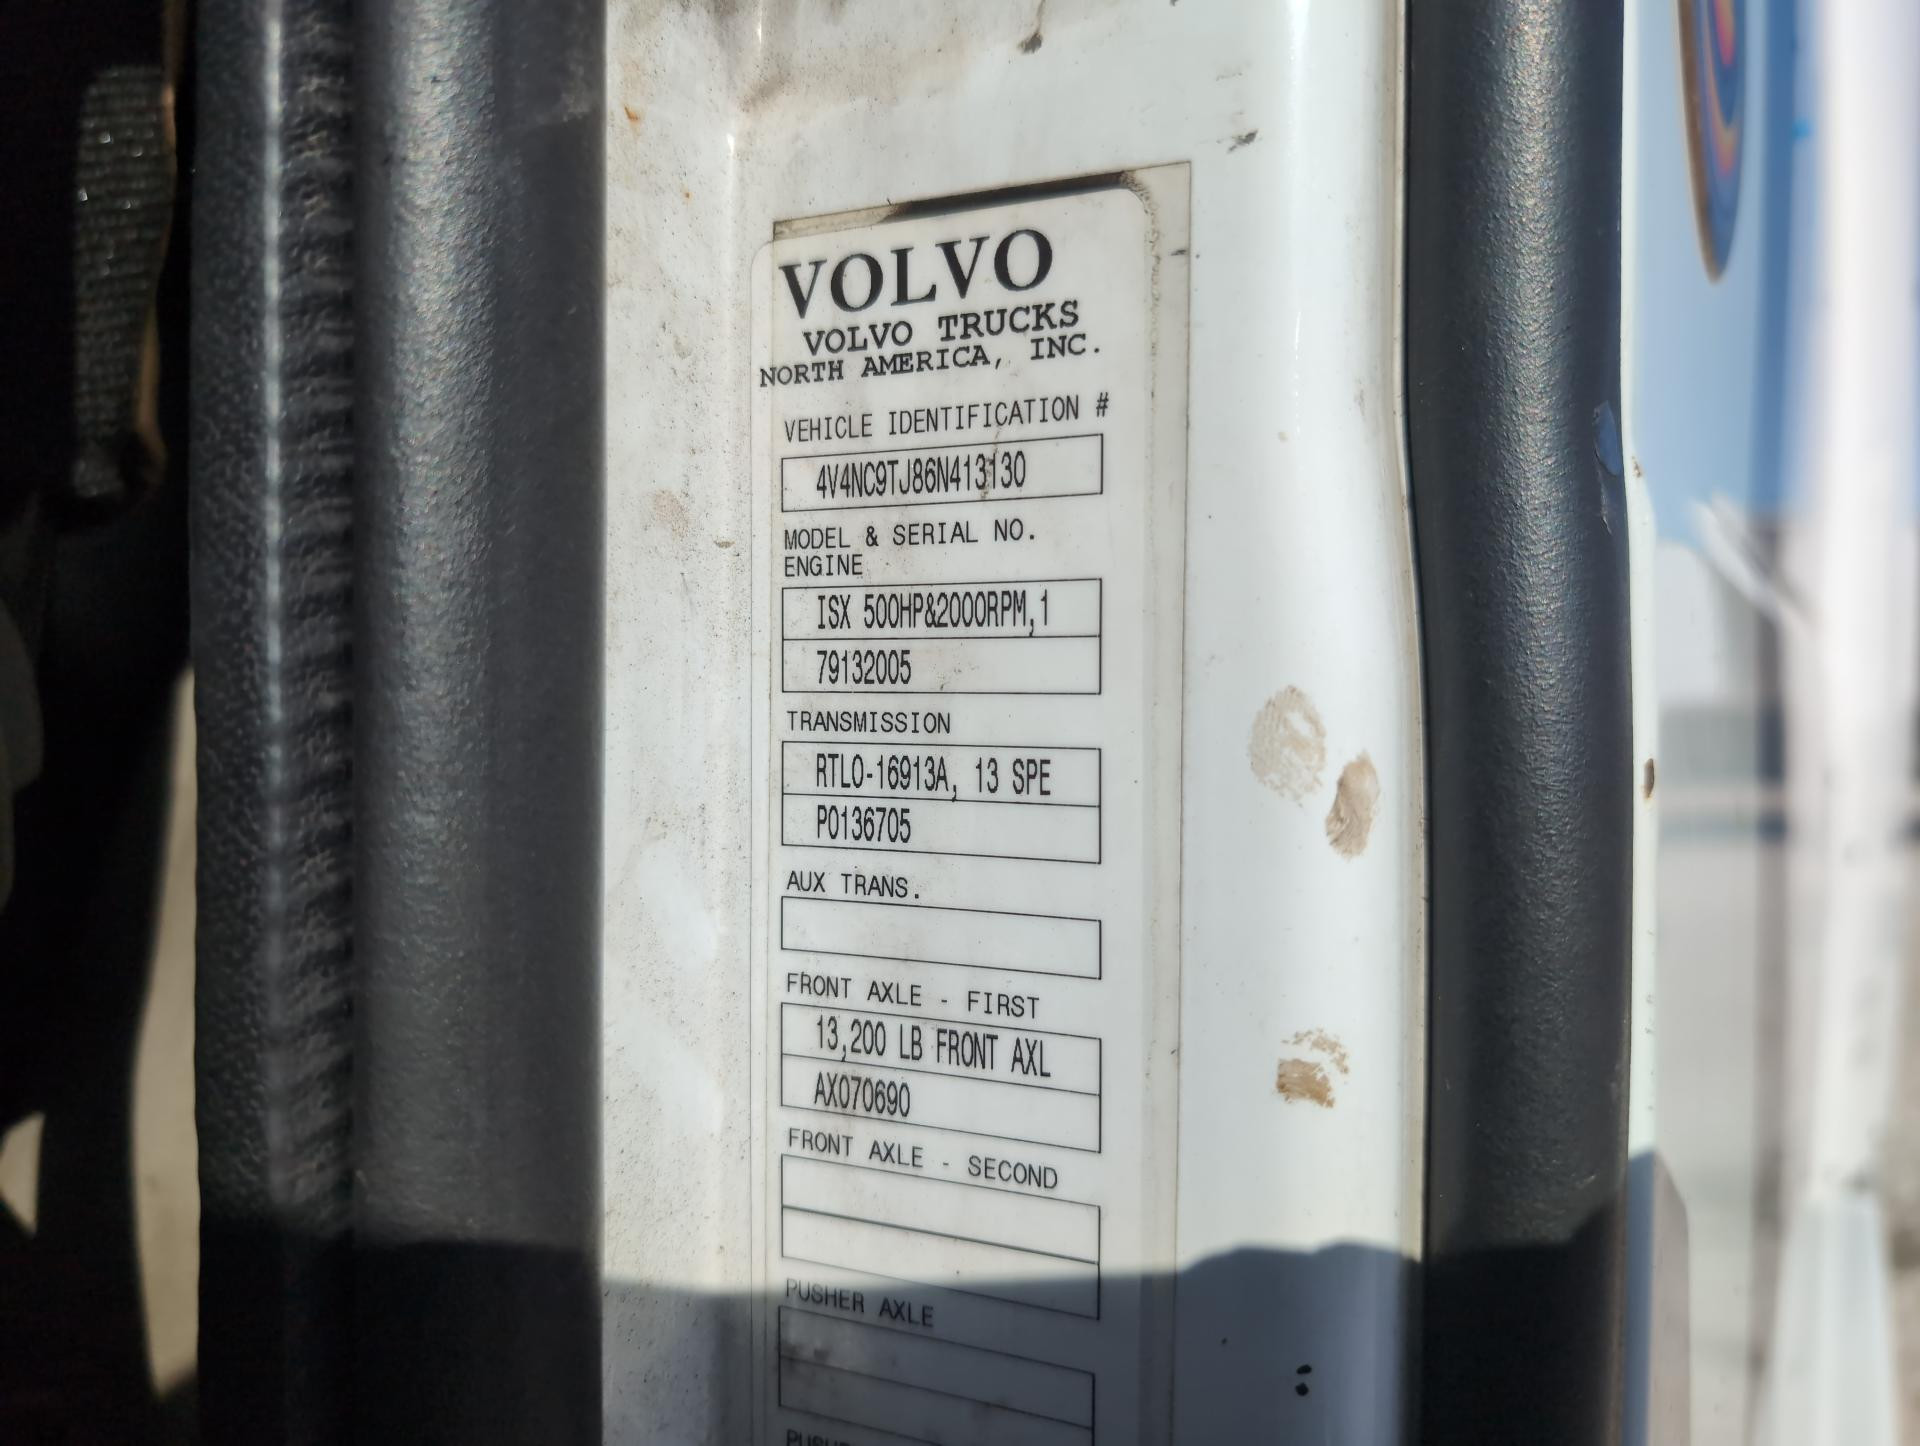 VOLVO
VOLVO TRUCKS
NORTH AMERICA, INC.
VEHICLE IDENTIFICATION #
4V4NC9TJ86N413130
MODEL & SERIAL NO.
ENGINE
ISX 500HP&2000RPM,1
79132005
TRANSMISSION
RTLO-16913A, 13 SPE
P0136705
AUX TRANS.
FRONT AXLE - FIRST
13,200 LB FRONT AXL
AX070690
FRONT AXLE - SECOND
PUSHER AXLE